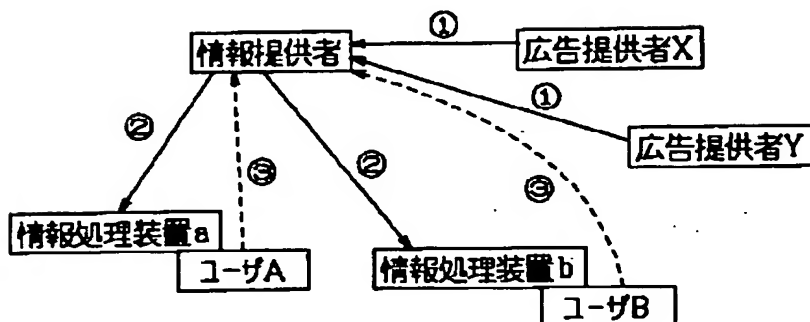 ①
情報提供者
広告提供者X
①
②
広告提供者Y
③
②
③
情報処理装置a
情報処理装置b
ユーザA
ユーザB